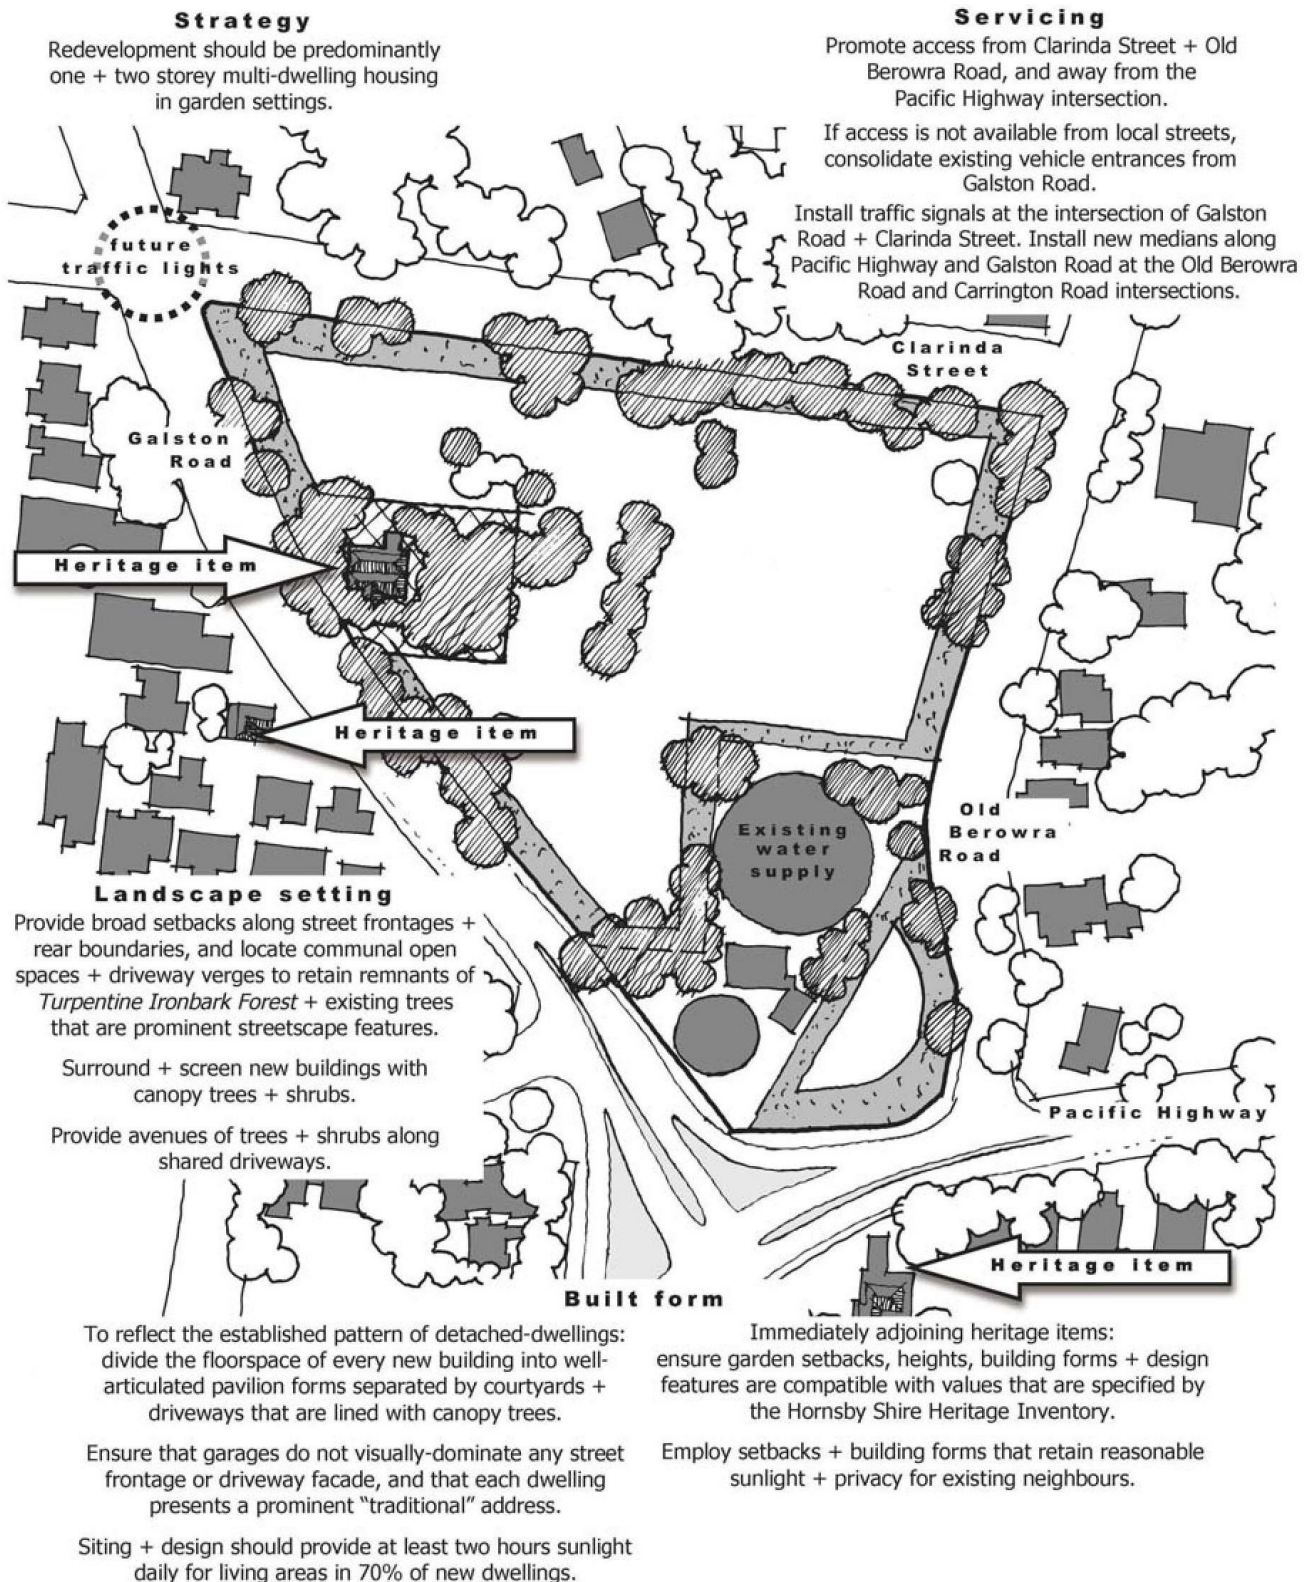 Strategy
Redevelopment should be predominantly
one + two storey multi-dwelling housing
in garden settings.
Servicing
Promote access from Clarinda Street + Old
Berowra Road, and away from the
Pacific Highway intersection.
If access is not available from local streets,
consolidate existing vehicle entrances from
Galston Road.
Install traffic signals at the intersection of Galston
Road + Clarinda Street. Install new medians along
Pacific Highway and Galston Road at the Old Berowra
Road and Carrington Road intersections.
future
traffic lights
Clarinda
Street
Galston
Road
Heritage item
Heritage item
Existing
water
supply
Old
Berowra
Road
Landscape setting
Provide broad setbacks along street frontages +
rear boundaries, and locate communal open
spaces + driveway verges to retain remnants of
Turpentine Ironbark Forest + existing trees
that are prominent streetscape features.
Surround + screen new buildings with
canopy trees + shrubs.
Provide avenues of trees + shrubs along
shared driveways.
Pacific Highway
Heritage item
Built form
To reflect the established pattern of detached-dwellings:
divide the floorspace of every new building into well-
articulated pavilion forms separated by courtyards +
driveways that are lined with canopy trees.
Ensure that garages do not visually-dominate any street
frontage or driveway facade, and that each dwelling
presents a prominent “traditional” address.
Siting + design should provide at least two hours sunlight
daily for living areas in 70% of new dwellings.
Immediately adjoining heritage items:
ensure garden setbacks, heights, building forms + design
features are compatible with values that are specified by
the Hornsby Shire Heritage Inventory.
Employ setbacks + building forms that retain reasonable
sunlight + privacy for existing neighbours.